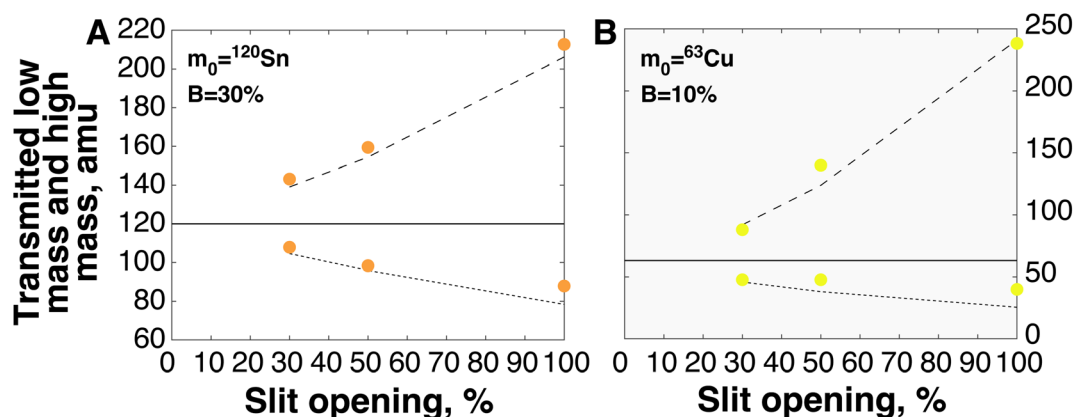 A
m0=120Sn
B=30%
220
200
180
160
140
120
100
80
60
0 10 20 30 40 50 60 70 80 90 100
Slit opening, %
Transmitted low
mass and high
mass, amu
B
m0=63Cu
B=10%
250
200
150
100
50
0
0 10 20 30 40 50 60 70 80 90 100
Slit opening, %